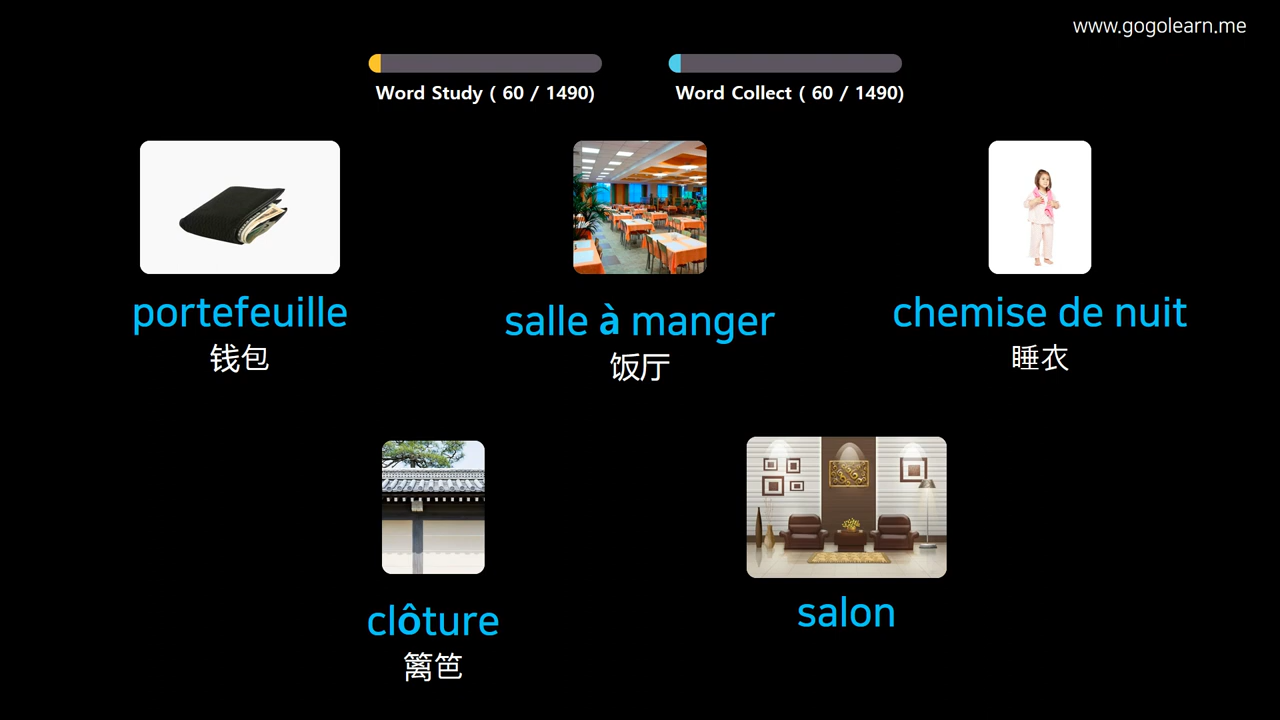 www.gogolearn.me
Word Study ( 60 / 1490)
Word Collect ( 60 / 1490)
portefeuille
钱包
salle à manger
饭厅
chemise de nuit
睡衣
clôture
篱笆
salon